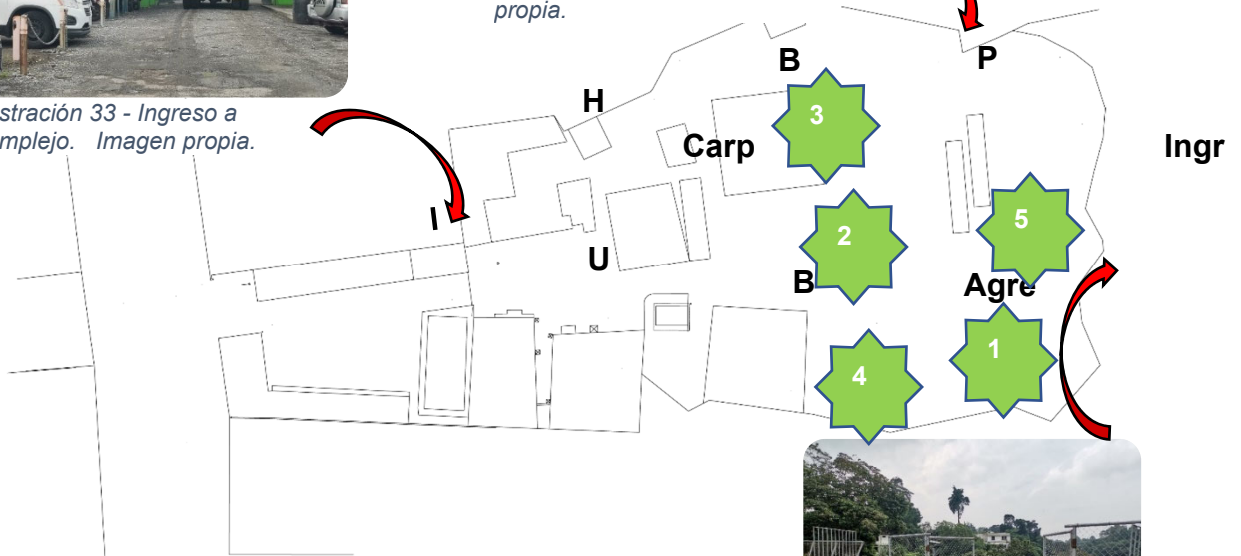 propia.
stración 33 - Ingreso a
mplejo. Imagen propia.
B
P
H
3
Carp
Ingr
I
5
2
U
B
Agre
1
4